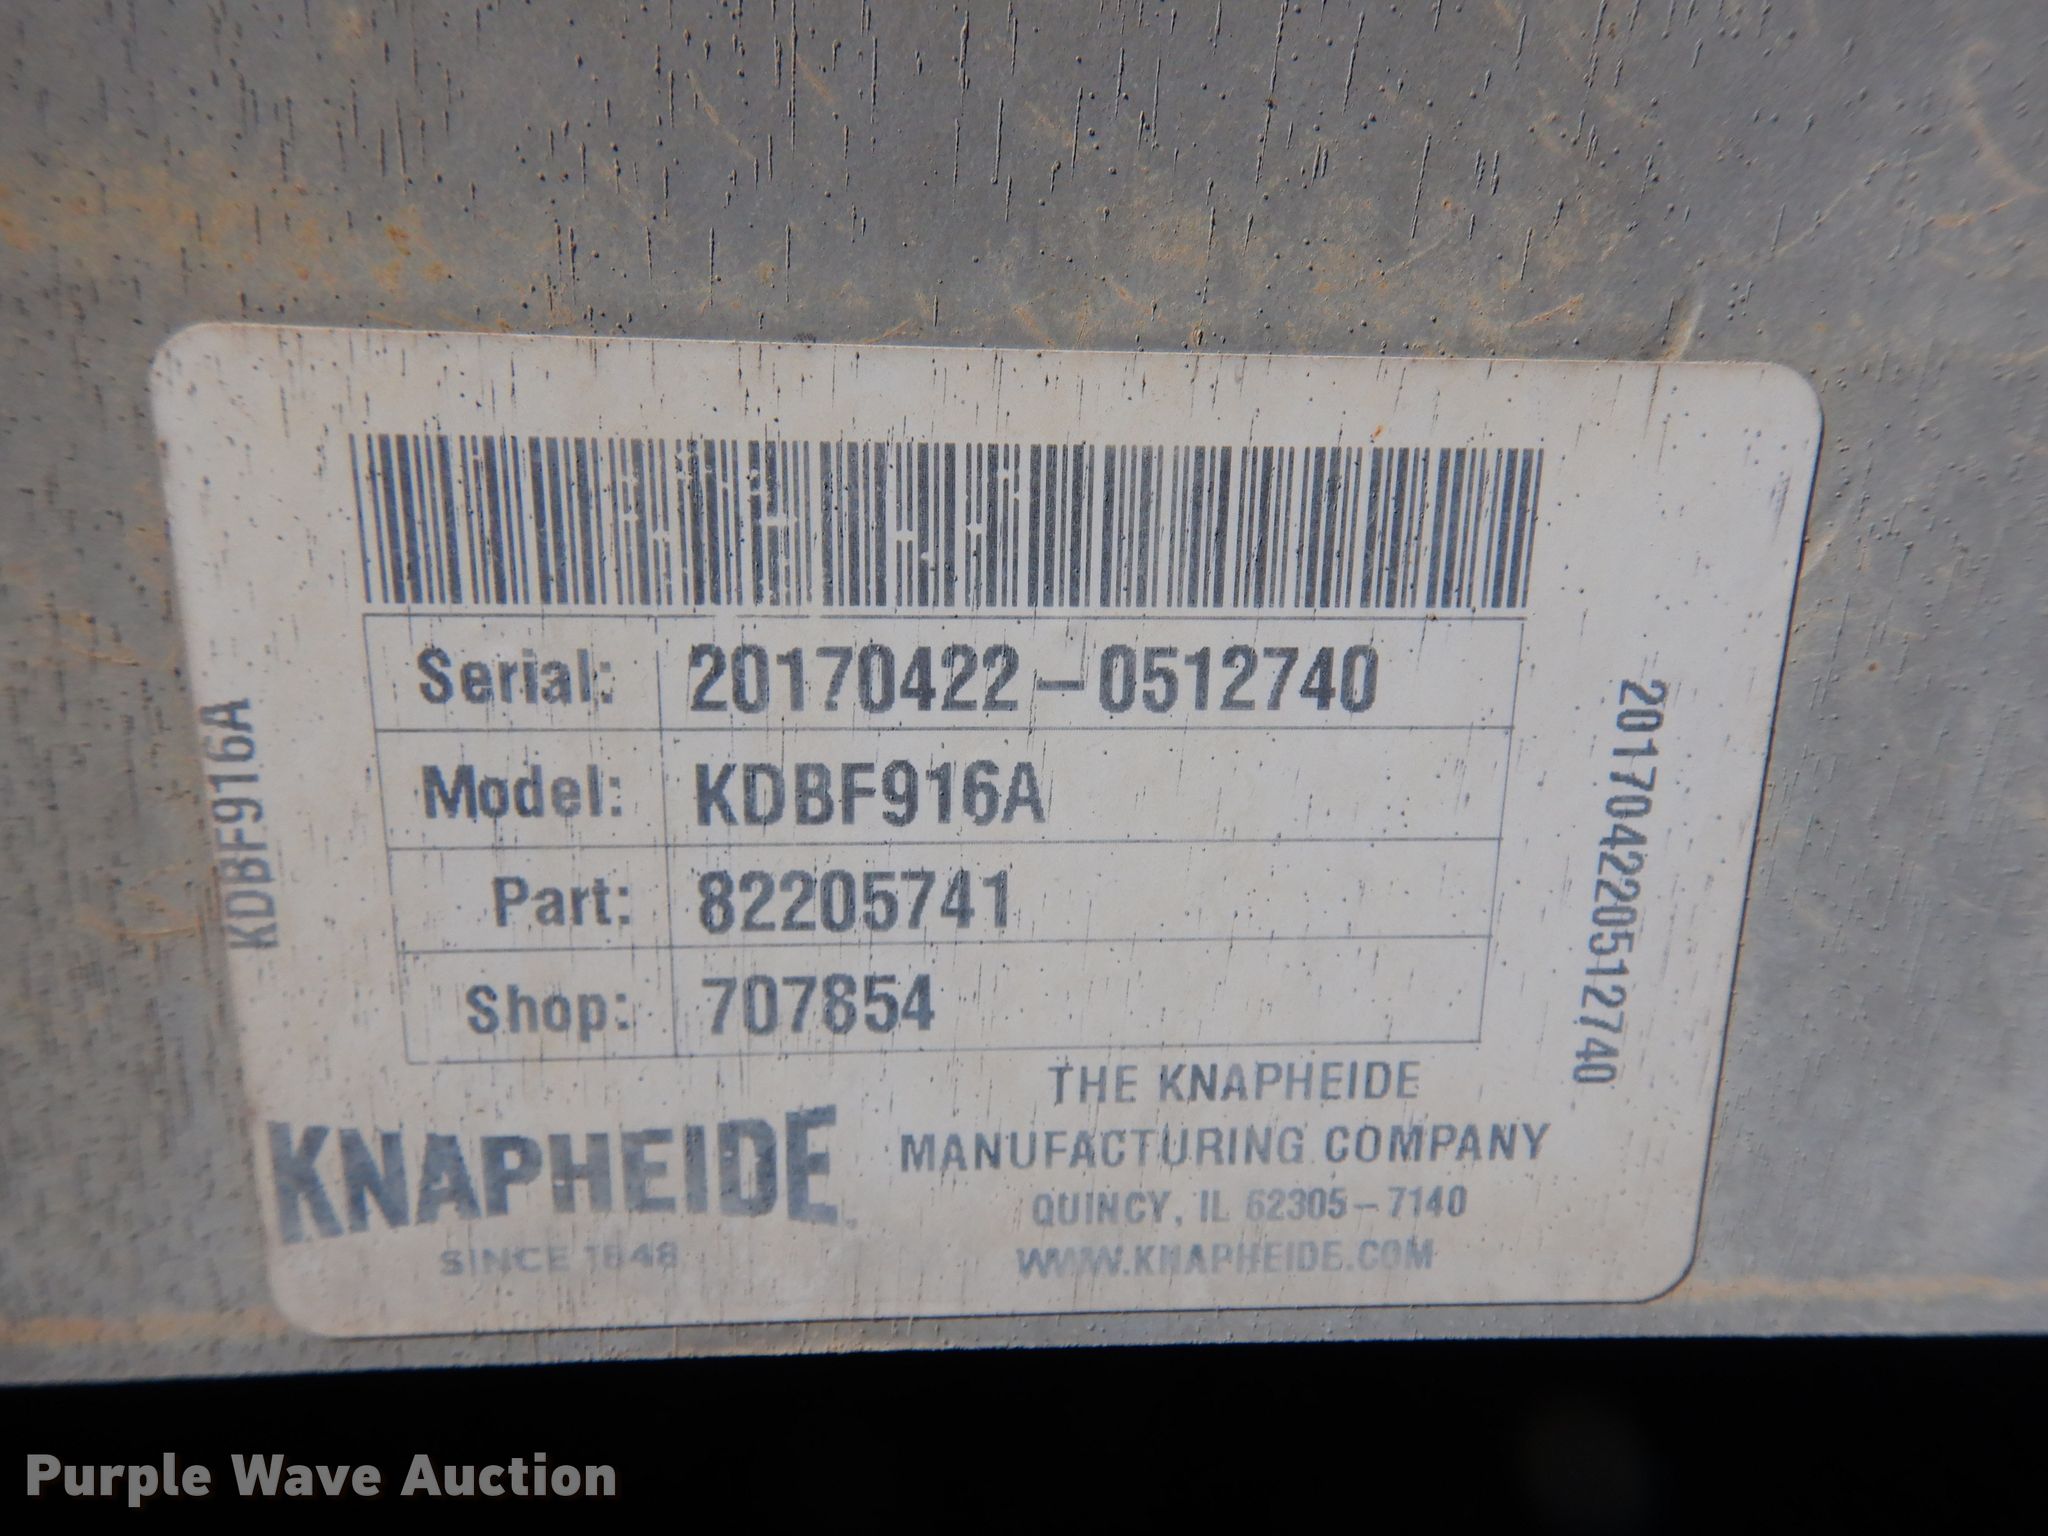 Serial: 20170422-0512740
Model: KDBF916A
Part: 82205741
Shop: 707854
KDBF916A
201704220512740
KNAPHEIDE
SINCE 1848
THE KNAPHEIDE
MANUFACTURING COMPANY
QUINCY, IL 62305-7140
WWW.KNAPHEIDE.COM
Purple Wave Auction